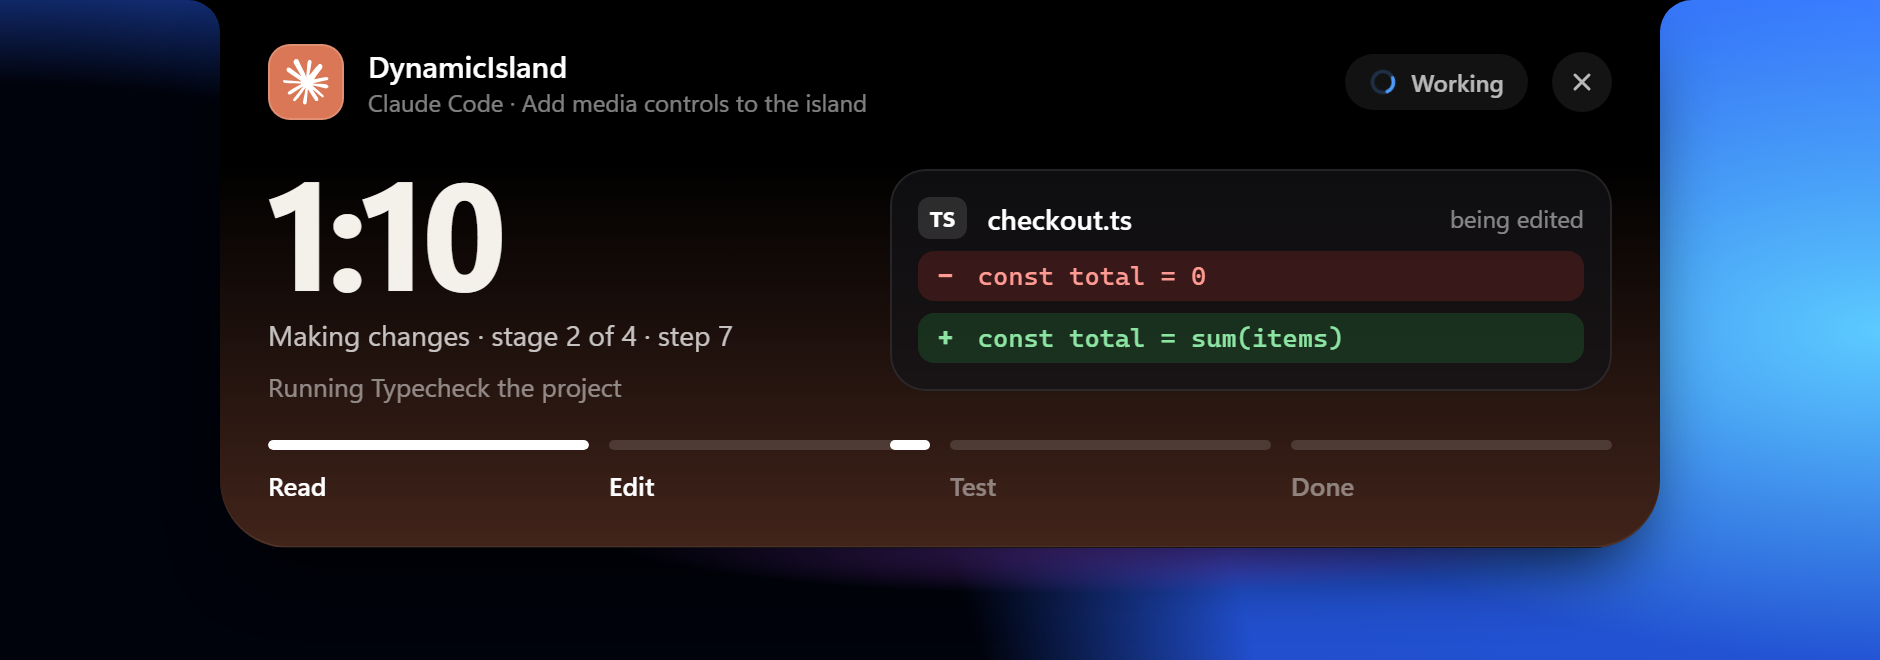 DynamicIsland
Claude Code · Add media controls to the island
Working
1:10
Making changes · stage 2 of 4 · step 7
Running Typecheck the project
TS checkout.ts being edited
− const total = 0
+ const total = sum(items)
Read Edit Test Done